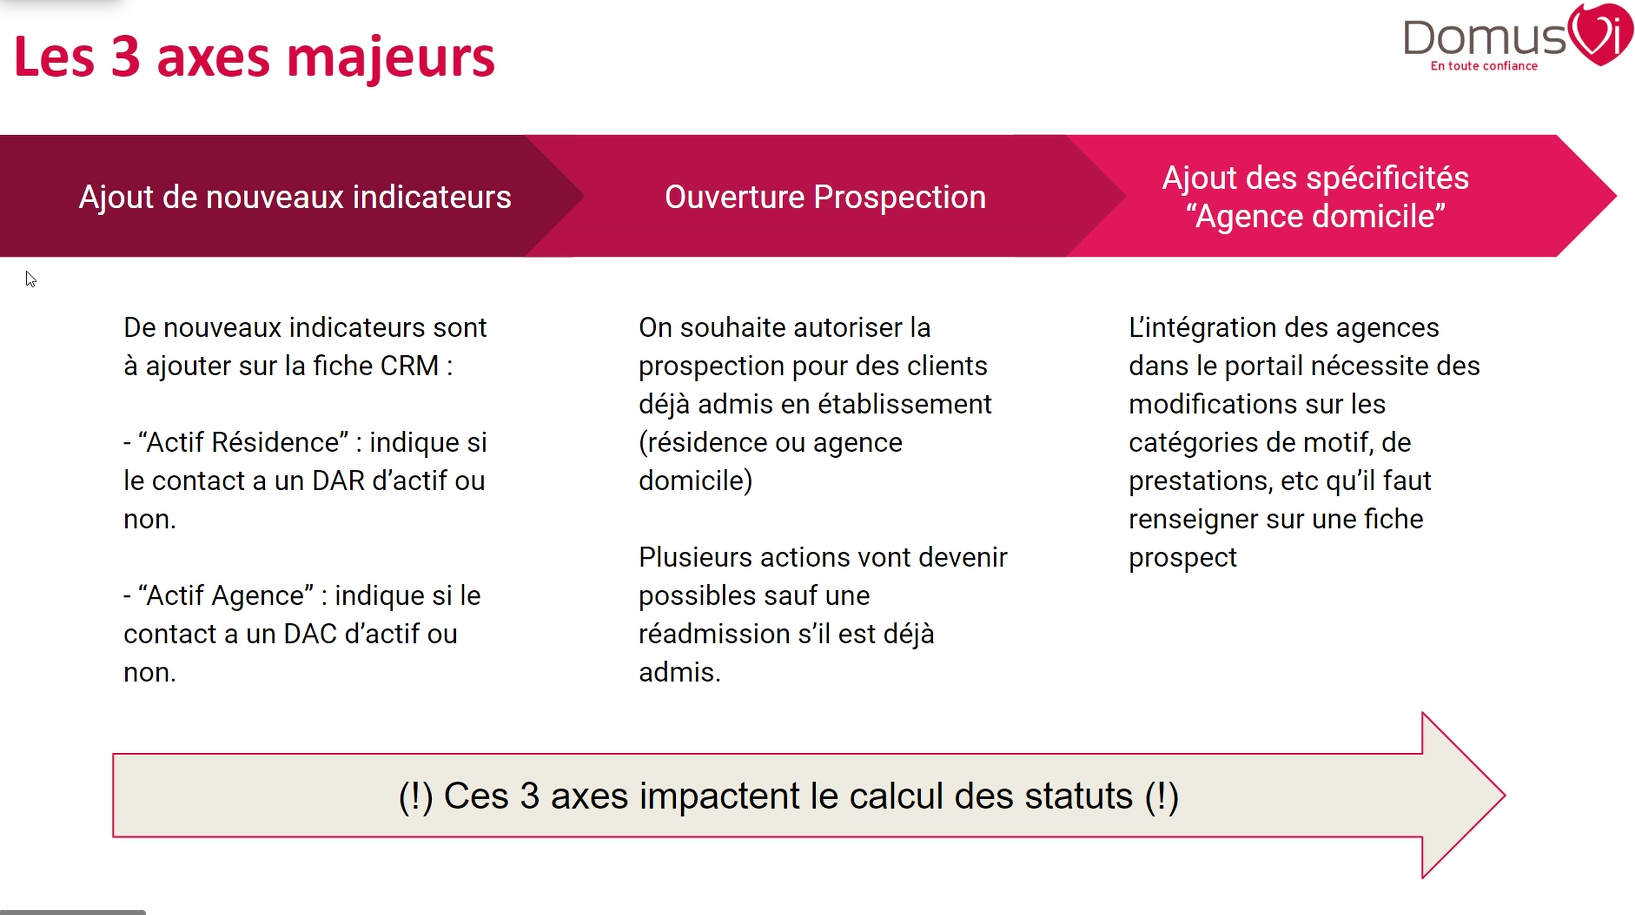 Les 3 axes majeurs
DomusVi
En toute confiance
Ajout de nouveaux indicateurs
Ouverture Prospection
Ajout des spécificités
“Agence domicile”
De nouveaux indicateurs sont
à ajouter sur la fiche CRM :
- “Actif Résidence” : indique si
le contact a un DAR d’actif ou
non.
- “Actif Agence” : indique si le
contact a un DAC d’actif ou
non.
On souhaite autoriser la
prospection pour des clients
déjà admis en établissement
(résidence ou agence
domicile)
Plusieurs actions vont devenir
possibles sauf une
réadmission s’il est déjà
admis.
L’intégration des agences
dans le portail nécessite des
modifications sur les
catégories de motif, de
prestations, etc qu’il faut
renseigner sur une fiche
prospect
(!) Ces 3 axes impactent le calcul des statuts (!)